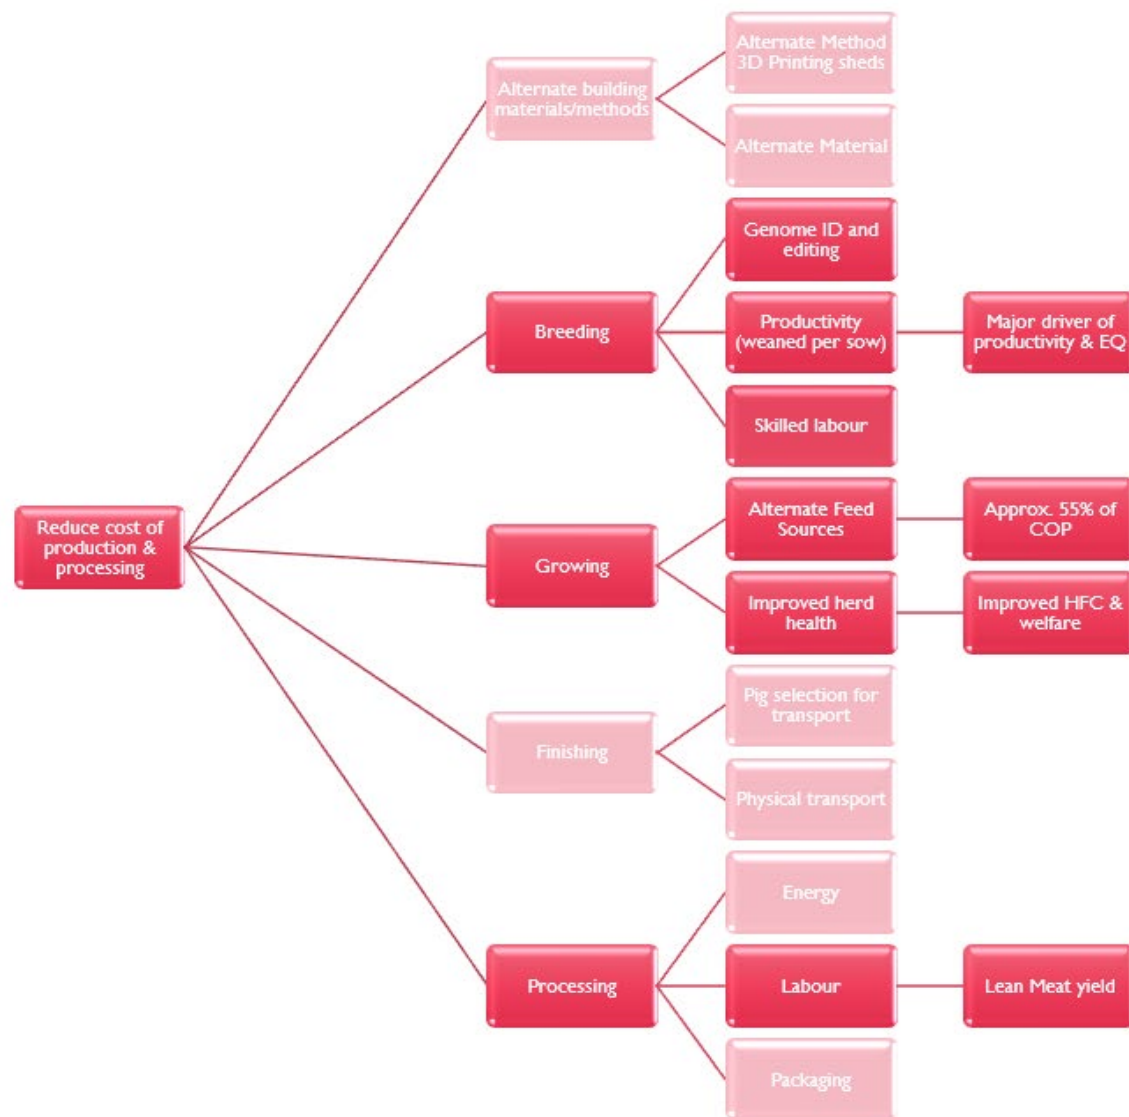 Alternate Method
3D Printing sheds
Alternate building
materials/methods
Alternate Material
Genome ID and
editing
Breeding
Productivity
(weaned per sow)
Major driver of
productivity & EQ
Skilled labour
Reduce cost of
production &
processing
Growing
Alternate Feed
Sources
Approx. 55% of
COP
Improved herd
health
Improved HFC &
welfare
Finishing
Pig selection for
transport
Physical transport
Processing
Energy
Labour
Lean Meat yield
Packaging